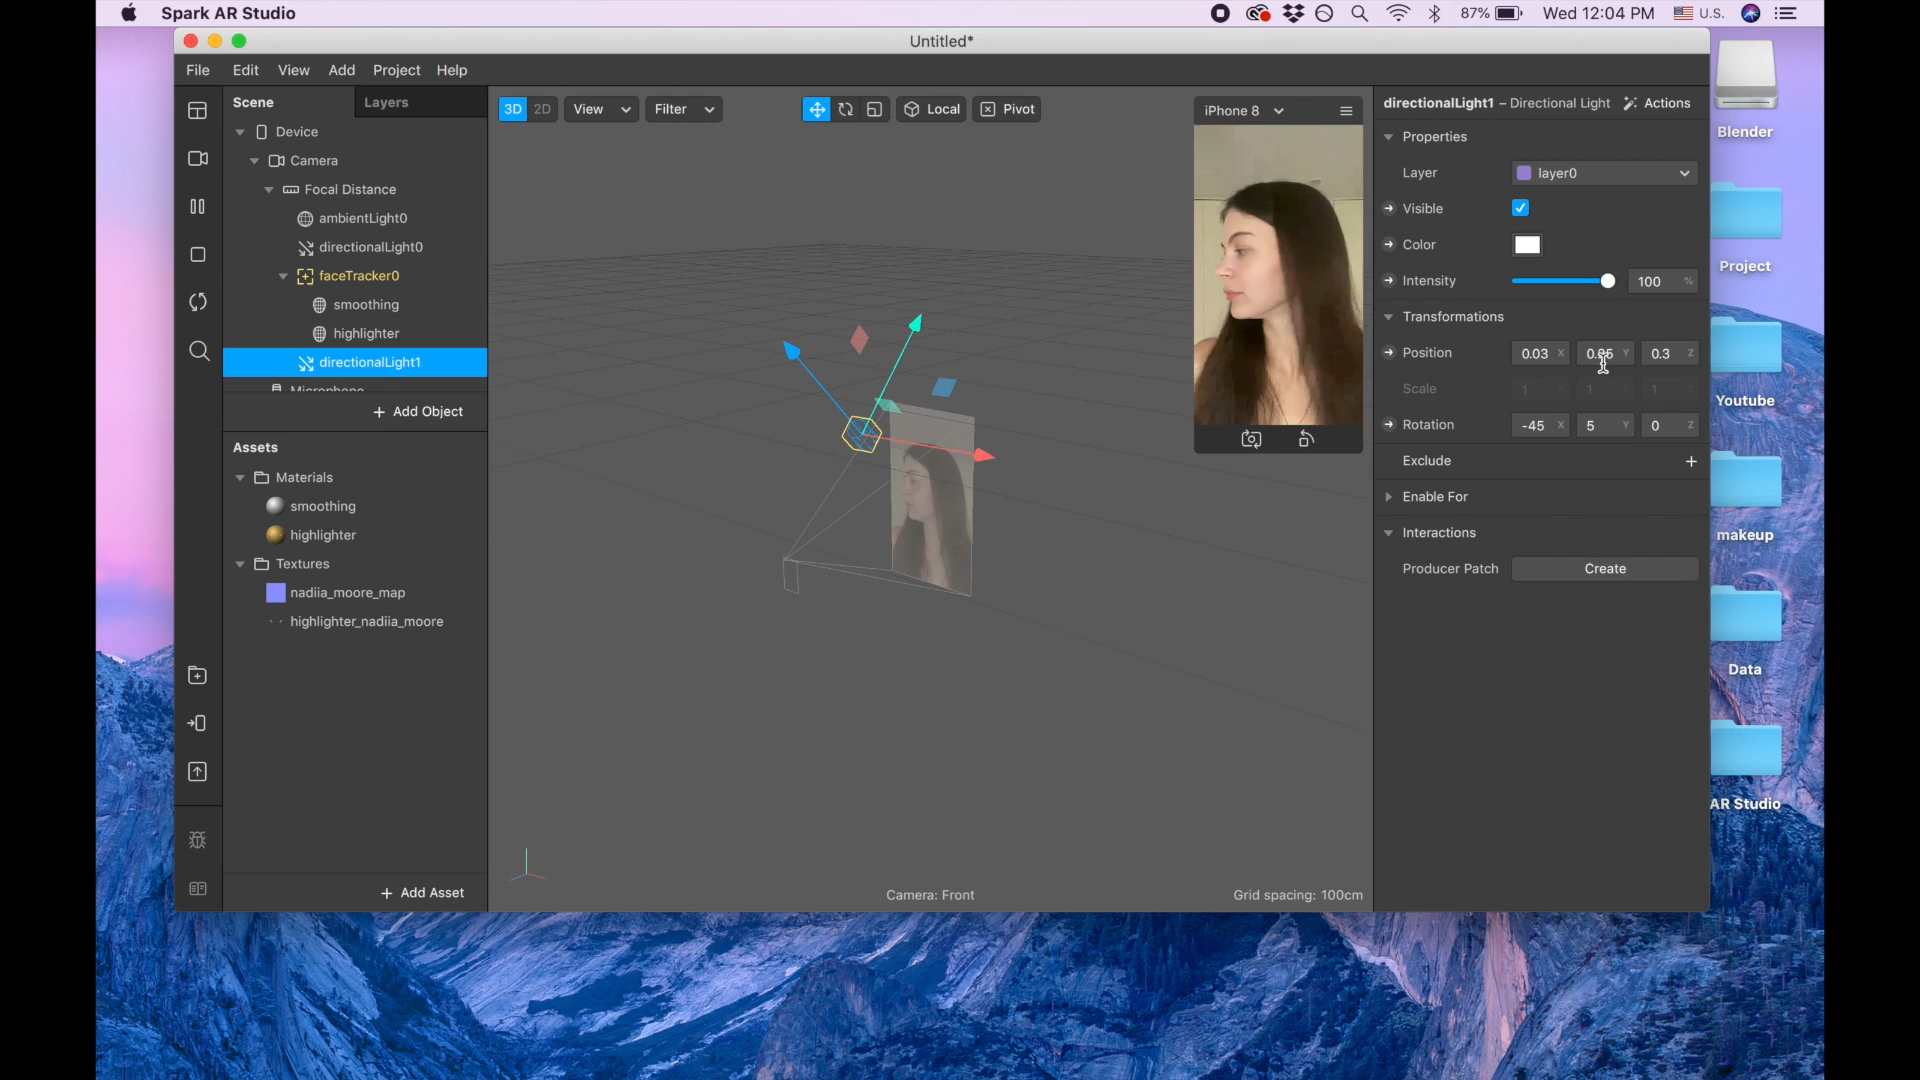 Spark AR Studio
87%
Wed 12:04 PM
U.S.
Untitled*
File Edit View Add Project Help
Scene
Layers
Device
Camera
Focal Distance
ambientLight0
directionalLight0
faceTracker0
smoothing
highlighter
directionalLight1
Microphone
+ Add Object
Assets
Materials
smoothing
highlighter
Textures
nadiia_moore_map
highlighter_nadiia_moore
+ Add Asset
3D 2D View Filter Local Pivot
iPhone 8
Camera: Front
Grid spacing: 100cm
directionalLight1 – Directional Light Actions
Properties
Layer layer0
Visible
Color
Intensity 100 %
Transformations
Position 0.03 X Y 0.3 Z
Scale 1 1 1
Rotation -45 X 5 Y 0 Z
Exclude +
Enable For
Interactions
Producer Patch Create
Blender
Project
Youtube
makeup
Data
AR Studio